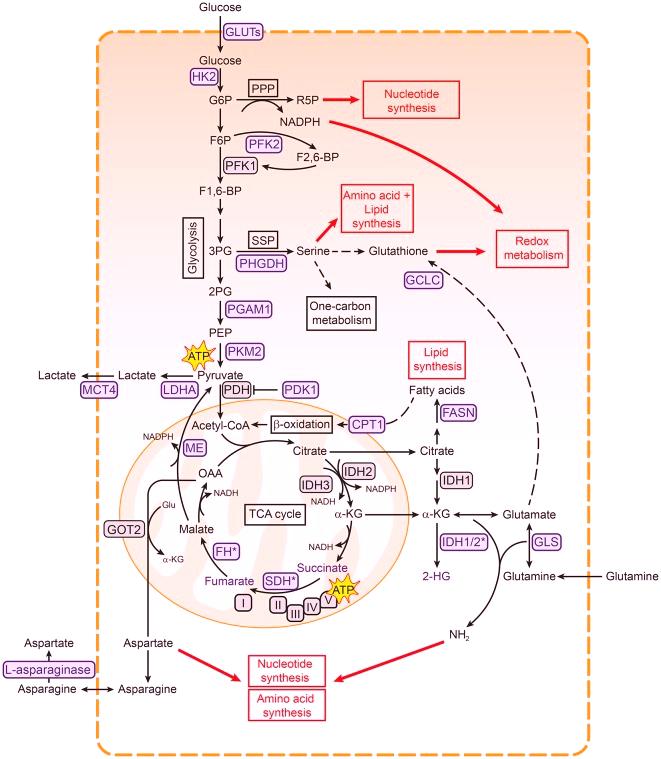 Glucose
GLUTs
Glucose
HK2
G6P
PPP
R5P
Nucleotide
synthesis
NADPH
F6P
PFK2
F2,6-BP
PFK1
F1,6-BP
Glycolysis
3PG
SSP
PHGDH
Serine
Amino acid +
Lipid
synthesis
Glutathione
Redox
metabolism
GCLC
2PG
One-carbon
metabolism
PGAM1
PEP
ATP
PKM2
Lipid
synthesis
Lactate
MCT4
Lactate
LDHA
Pyruvate
PDH
PDK1
Fatty acids
FASN
Acetyl-CoA
β-oxidation
CPT1
NADPH
ME
Citrate
Citrate
OAA
IDH3
IDH2
NADPH
IDH1
NADH
NADH
Glu
GOT2
α-KG
Malate
TCA cycle
α-KG
α-KG
Glutamate
FH*
NADH
IDH1/2*
GLS
Fumarate
SDH*
Succinate
2-HG
Glutamine
Glutamine
I
II
III
IV
V
ATP
NH2
Aspartate
L-asparaginase
Asparagine
Aspartate
Asparagine
Nucleotide
synthesis
Amino acid
synthesis